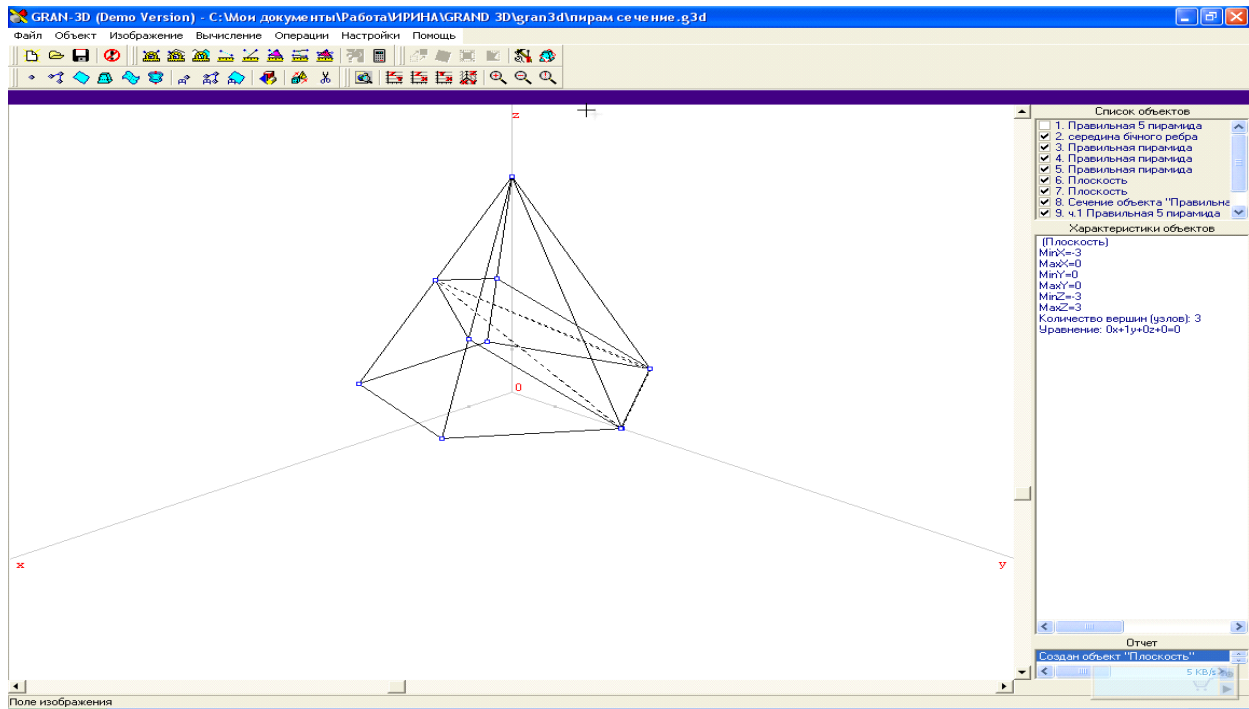 GRAN-3D (Demo Version) - C:\Мои документы\Работа\ИРИНА\GRAND 3D\gran3d\пирам сечение.g3d
Файл Объект Изображение Вычисление Операции Настройки Помощь
z
0
x
y
Список объектов
1. Правильная 5 пирамида
2. середина бічного ребра
3. Правильная пирамида
4. Правильная пирамида
5. Правильная пирамида
6. Плоскость
7. Плоскость
8. Сечение объекта "Правильна
9. ч.1 Правильная 5 пирамида
Характеристики объектов
(Плоскость)
MinX=-3
MaxX=0
MinY=0
MaxY=0
MinZ=-3
MaxZ=3
Количество вершин (узлов): 3
Уравнение: 0x+1y+0z+0=0
Отчет
Создан объект "Плоскость"
5 KB/s
Поле изображения